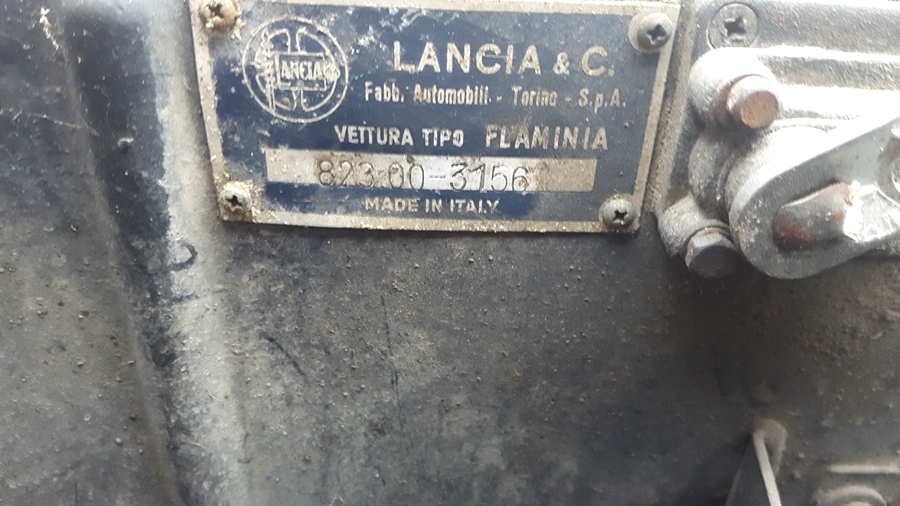 LANCIA
LANCIA & C.
Fabb. Automobili - Torino - S.p.A.
VETTURA TIPO FLAMINIA
823.00-3156
MADE IN ITALY